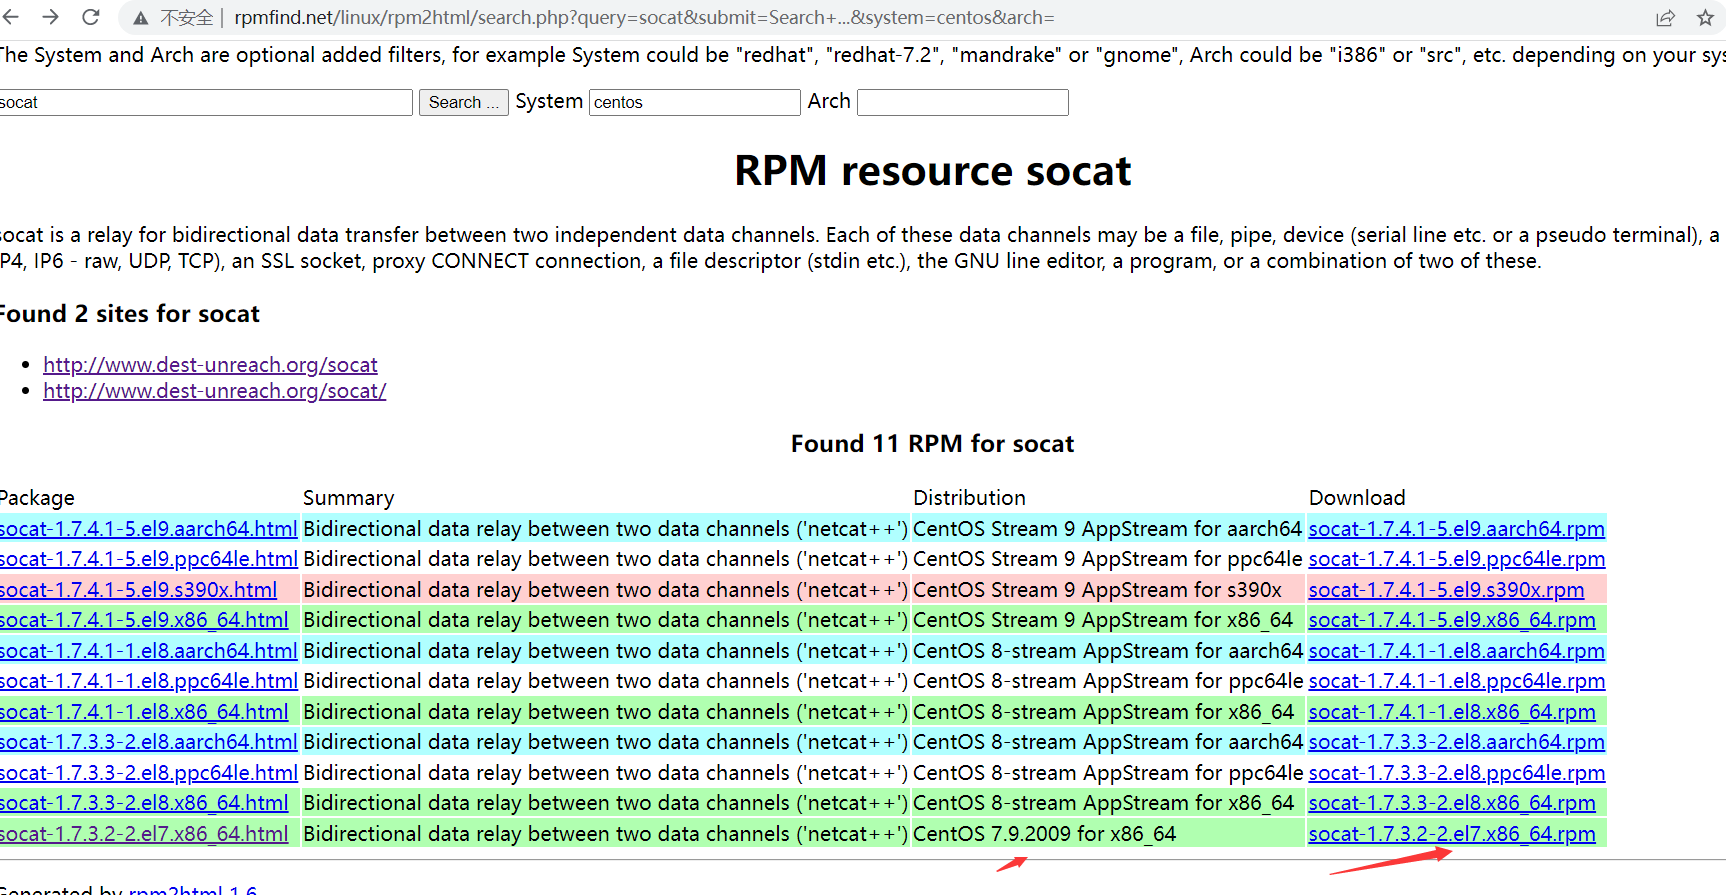 不安全 rpmfind.net/linux/rpm2html/search.php?query=socat&submit=Search+...&system=centos&arch=
The System and Arch are optional added filters, for example System could be "redhat", "redhat-7.2", "mandrake" or "gnome", Arch could be "i386" or "src", etc. depending on your sys
socat Search ... System centos Arch
RPM resource socat
socat is a relay for bidirectional data transfer between two independent data channels. Each of these data channels may be a file, pipe, device (serial line etc. or a pseudo terminal), a
IP4, IP6 - raw, UDP, TCP), an SSL socket, proxy CONNECT connection, a file descriptor (stdin etc.), the GNU line editor, a program, or a combination of two of these.
Found 2 sites for socat
http://www.dest-unreach.org/socat
http://www.dest-unreach.org/socat/
Found 11 RPM for socat
Package Summary Distribution Download
socat-1.7.4.1-5.el9.aarch64.html Bidirectional data relay between two data channels ('netcat++') CentOS Stream 9 AppStream for aarch64 socat-1.7.4.1-5.el9.aarch64.rpm
socat-1.7.4.1-5.el9.ppc64le.html Bidirectional data relay between two data channels ('netcat++') CentOS Stream 9 AppStream for ppc64le socat-1.7.4.1-5.el9.ppc64le.rpm
socat-1.7.4.1-5.el9.s390x.html Bidirectional data relay between two data channels ('netcat++') CentOS Stream 9 AppStream for s390x socat-1.7.4.1-5.el9.s390x.rpm
socat-1.7.4.1-5.el9.x86_64.html Bidirectional data relay between two data channels ('netcat++') CentOS Stream 9 AppStream for x86_64 socat-1.7.4.1-5.el9.x86_64.rpm
socat-1.7.4.1-1.el8.aarch64.html Bidirectional data relay between two data channels ('netcat++') CentOS 8-stream AppStream for aarch64 socat-1.7.4.1-1.el8.aarch64.rpm
socat-1.7.4.1-1.el8.ppc64le.html Bidirectional data relay between two data channels ('netcat++') CentOS 8-stream AppStream for ppc64le socat-1.7.4.1-1.el8.ppc64le.rpm
socat-1.7.4.1-1.el8.x86_64.html Bidirectional data relay between two data channels ('netcat++') CentOS 8-stream AppStream for x86_64 socat-1.7.4.1-1.el8.x86_64.rpm
socat-1.7.3.3-2.el8.aarch64.html Bidirectional data relay between two data channels ('netcat++') CentOS 8-stream AppStream for aarch64 socat-1.7.3.3-2.el8.aarch64.rpm
socat-1.7.3.3-2.el8.ppc64le.html Bidirectional data relay between two data channels ('netcat++') CentOS 8-stream AppStream for ppc64le socat-1.7.3.3-2.el8.ppc64le.rpm
socat-1.7.3.3-2.el8.x86_64.html Bidirectional data relay between two data channels ('netcat++') CentOS 8-stream AppStream for x86_64 socat-1.7.3.3-2.el8.x86_64.rpm
socat-1.7.3.2-2.el7.x86_64.html Bidirectional data relay between two data channels ('netcat++') CentOS 7.9.2009 for x86_64 socat-1.7.3.2-2.el7.x86_64.rpm
Generated by rpm2html 1.6